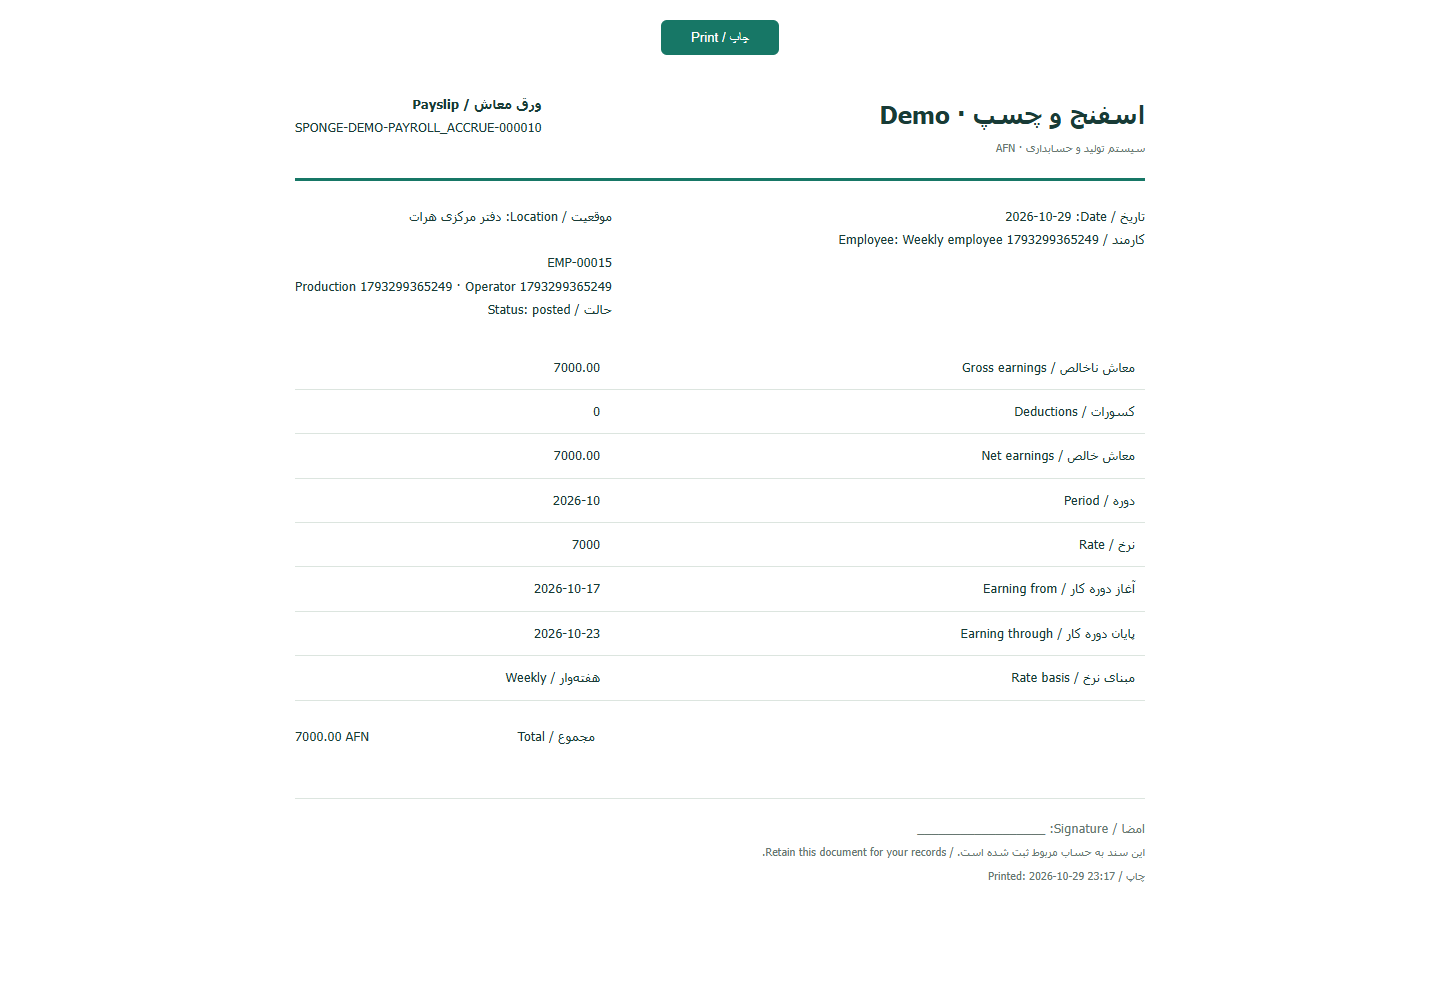 Print / چاپ
اسفنج و چسپ · Demo
سیستم تولید و حسابداری · AFN
ورق معاش / Payslip
SPONGE-DEMO-PAYROLL_ACCRUE-000010
تاریخ / Date: 2026-10-29
کارمند / Employee: Weekly employee 1793299365249
موقعیت / Location: دفتر مرکزی هرات
EMP-00015
Production 1793299365249 · Operator 1793299365249
حالت / Status: posted
معاش ناخالص / Gross earnings 7000.00
کسورات / Deductions 0
معاش خالص / Net earnings 7000.00
دوره / Period 2026-10
نرخ / Rate 7000
آغاز دوره کار / Earning from 2026-10-17
پایان دوره کار / Earning through 2026-10-23
مبنای نرخ / Rate basis هفته‌وار / Weekly
مجموع / Total 7000.00 AFN
امضا / Signature: ____________________
این سند به حساب مربوط ثبت شده است. / Retain this document for your records.
چاپ / Printed: 2026-10-29 23:17